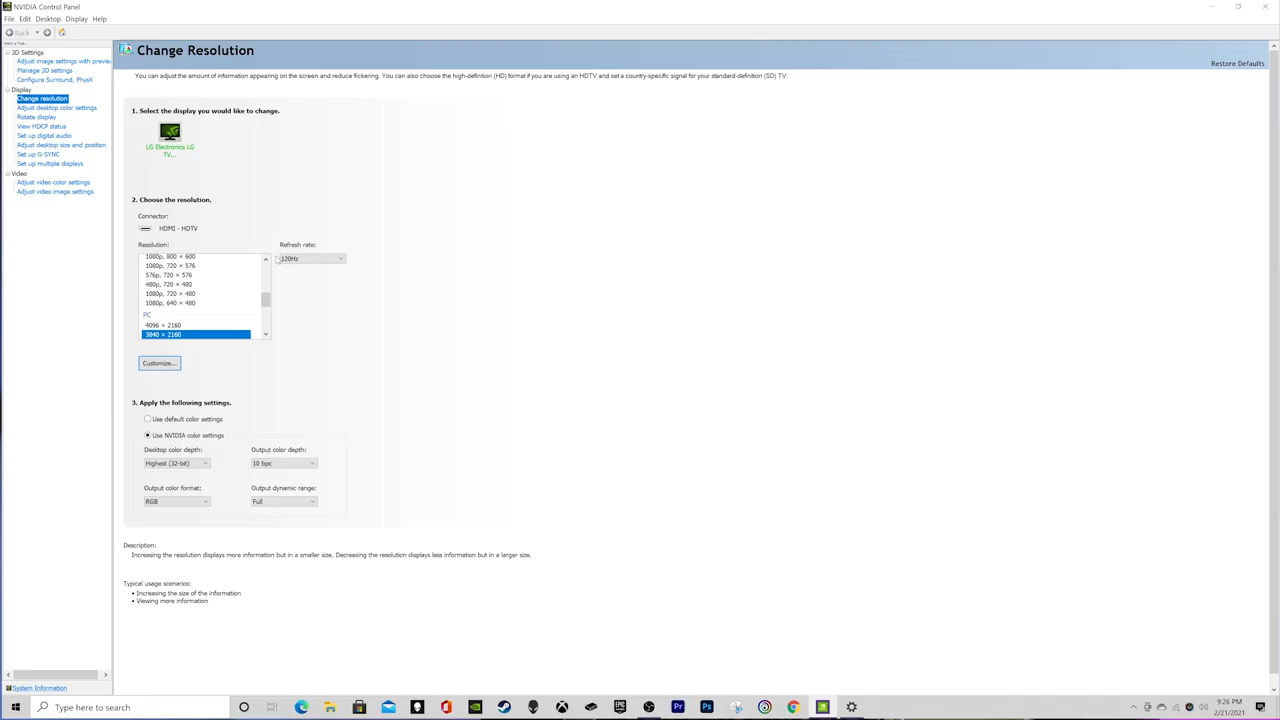 NVIDIA Control Panel
File Edit Desktop Display Help
Back
Select a Task...
3D Settings
Adjust image settings with preview
Manage 3D settings
Configure Surround, PhysX
Display
Change resolution
Adjust desktop color settings
Rotate display
View HDCP status
Set up digital audio
Adjust desktop size and position
Set up G-SYNC
Set up multiple displays
Video
Adjust video color settings
Adjust video image settings
System Information
Change Resolution
Restore Defaults
You can adjust the amount of information appearing on the screen and reduce flickering. You can also choose the high-definition (HD) format if you are using an HDTV and set a country-specific signal for your standard-definition (SD) TV.
1. Select the display you would like to change.
LG Electronics LG
TV...
2. Choose the resolution.
Connector:
HDMI - HDTV
Resolution:
Refresh rate:
120Hz
1080p, 800 × 600
1080p, 720 × 576
576p, 720 × 576
480p, 720 × 480
1080p, 720 × 480
1080p, 640 × 480
PC
4096 × 2160
3840 × 2160
Customize...
3. Apply the following settings.
Use default color settings
Use NVIDIA color settings
Desktop color depth:
Output color depth:
Highest (32-bit)
10 bpc
Output color format:
Output dynamic range:
RGB
Full
Description:
Increasing the resolution displays more information but in a smaller size. Decreasing the resolution displays less information but in a larger size.
Typical usage scenarios:
• Increasing the size of the information
• Viewing more information
Type here to search
Pr
Ps
9:26 PM
2/21/2021